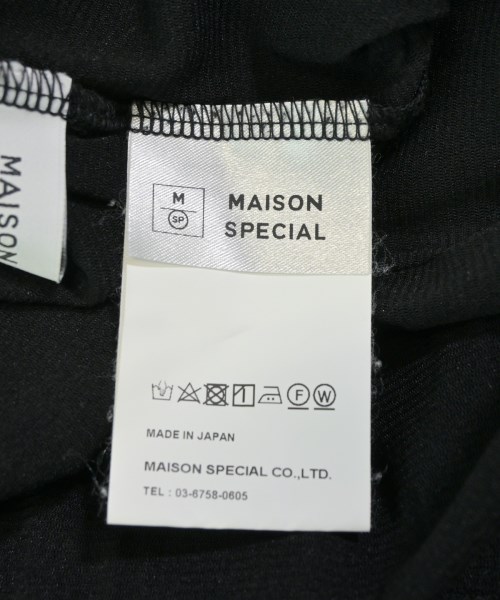 MAISON
M
SP
MAISON
SPECIAL
F W
MADE IN JAPAN
MAISON SPECIAL CO.,LTD.
TEL : 03-6758-0605